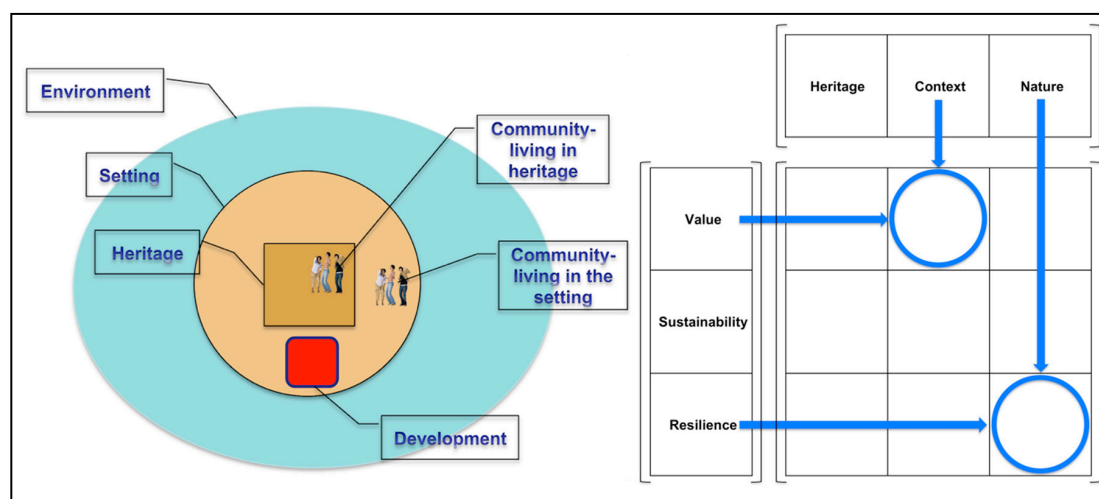 Environment
Setting
Heritage
Community-
living in
heritage
Community-
living in the
setting
Development
Heritage
Context
Nature
Value
Sustainability
Resilience